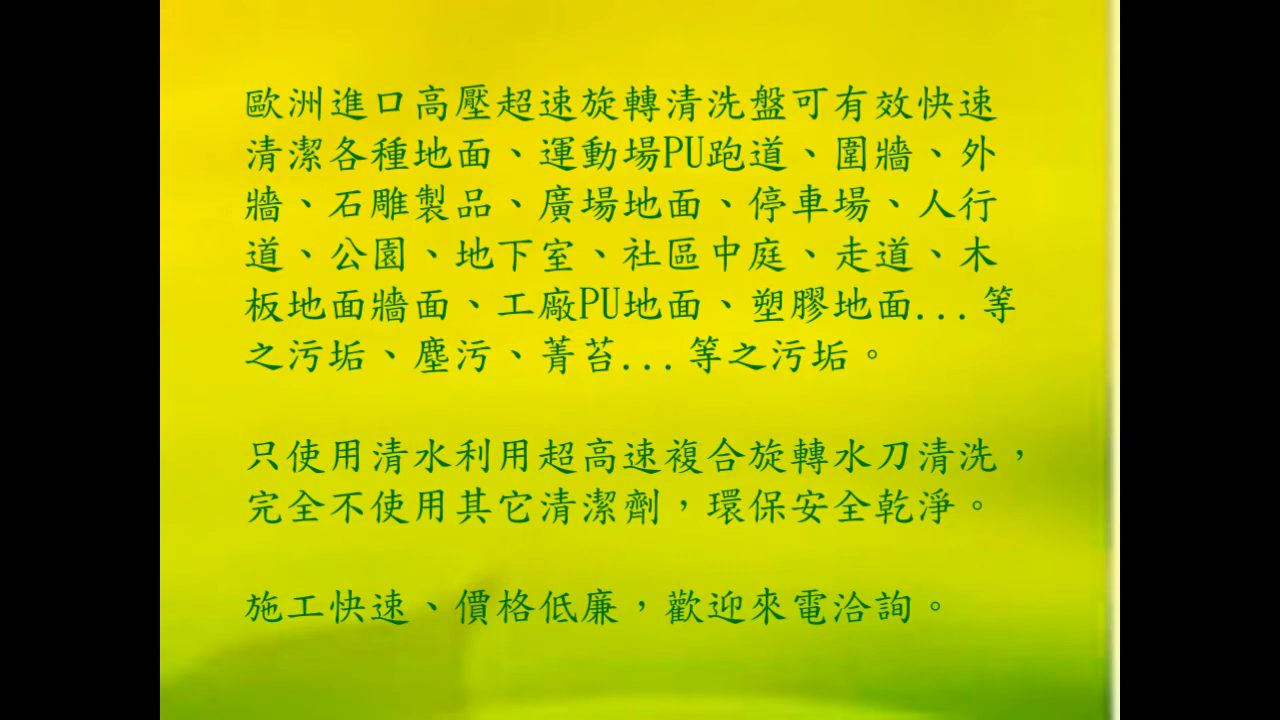 歐洲進口高壓超速旋轉清洗盤可有效快速
清潔各種地面、運動場PU跑道、圍牆、外
牆、石雕製品、廣場地面、停車場、人行
道、公園、地下室、社區中庭、走道、木
板地面牆面、工廠PU地面、塑膠地面...等
之污垢、塵污、菁苔...等之污垢。
只使用清水利用超高速複合旋轉水刀清洗，
完全不使用其它清潔劑，環保安全乾淨。
施工快速、價格低廉，歡迎來電洽詢。